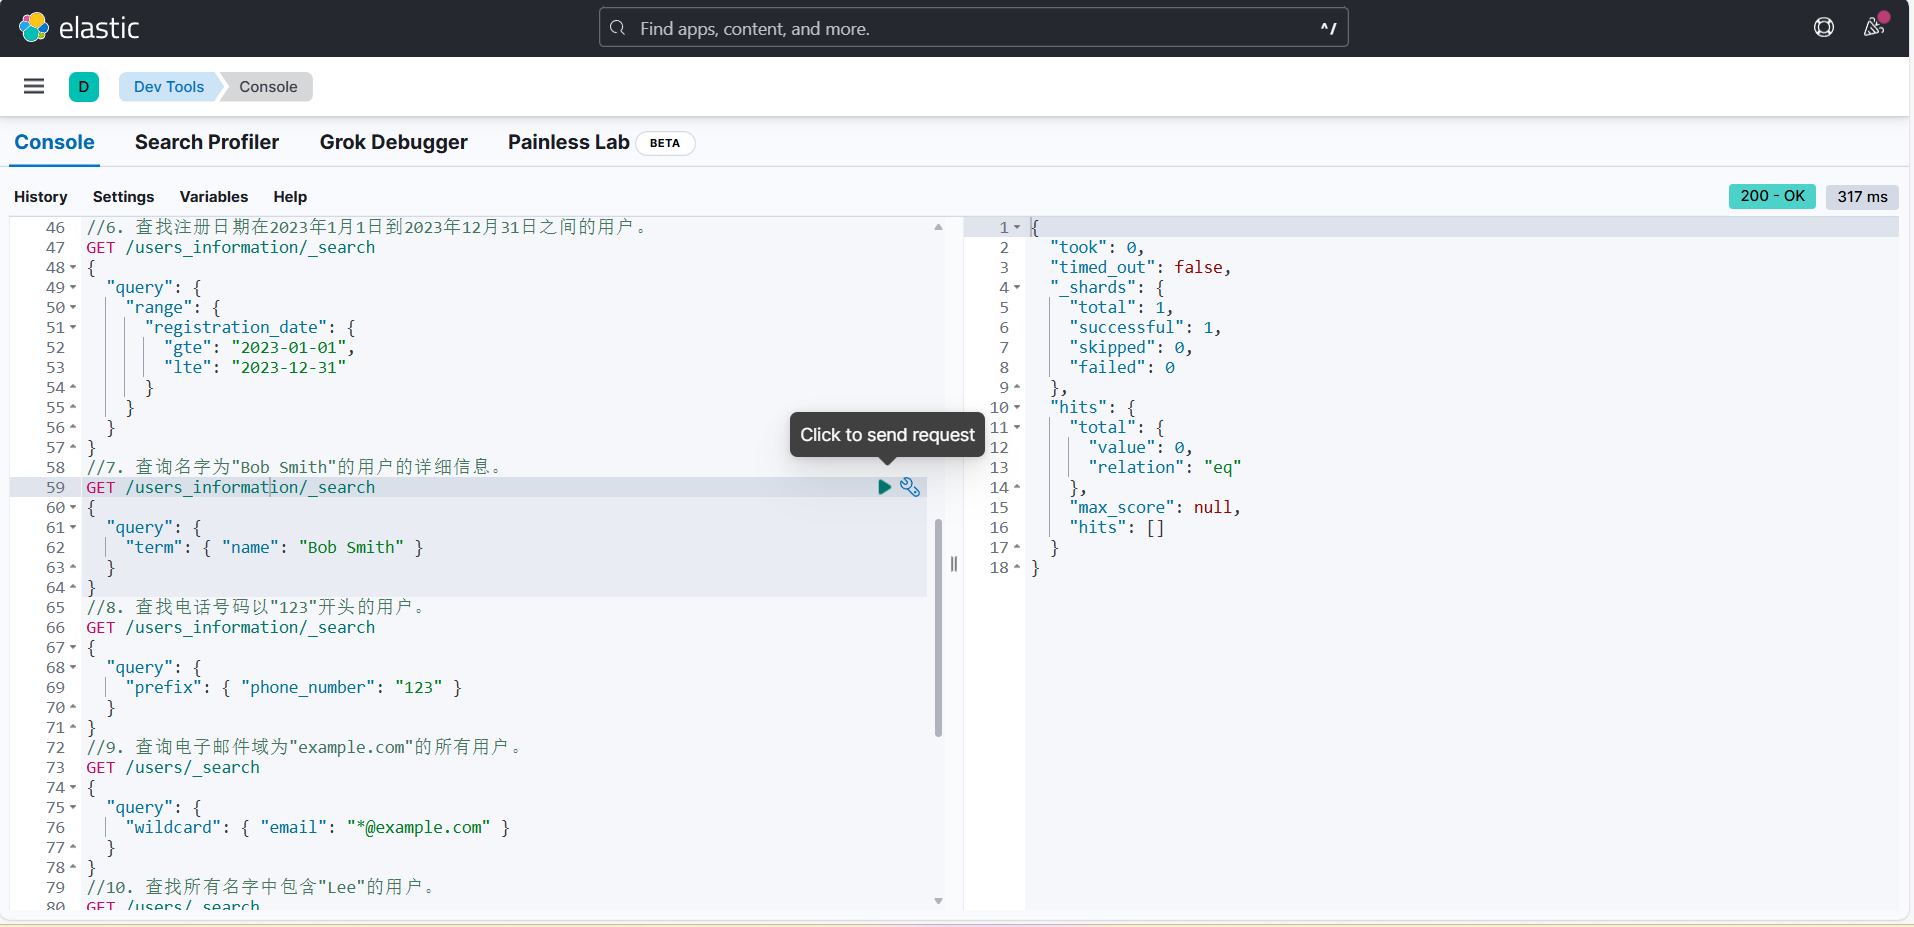 elastic
Find apps, content, and more.
^/
D
Dev Tools
Console
Console
Search Profiler
Grok Debugger
Painless Lab
BETA
History
Settings
Variables
Help
200 - OK
317 ms
46 //6. 查找注册日期在2023年1月1日到2023年12月31日之间的用户。
47 GET /users_information/_search
48 {
49 "query": {
50 "range": {
51 "registration_date": {
52 "gte": "2023-01-01",
53 "lte": "2023-12-31"
54 }
55 }
56 }
57 }
58 //7. 查询名字为"Bob Smith"的用户的详细信息。
59 GET /users_information/_search
60 {
61 "query": {
62 "term": { "name": "Bob Smith" }
63 }
64 }
65 //8. 查找电话号码以"123"开头的用户。
66 GET /users_information/_search
67 {
68 "query": {
69 "prefix": { "phone_number": "123" }
70 }
71 }
72 //9. 查询电子邮件域为"example.com"的所有用户。
73 GET /users/_search
74 {
75 "query": {
76 "wildcard": { "email": "*@example.com" }
77 }
78 }
79 //10. 查找所有名字中包含"Lee"的用户。
80 GET /users/_search
Click to send request
1 {
2 "took": 0,
3 "timed_out": false,
4 "_shards": {
5 "total": 1,
6 "successful": 1,
7 "skipped": 0,
8 "failed": 0
9 },
10 "hits": {
11 "total": {
12 "value": 0,
13 "relation": "eq"
14 },
15 "max_score": null,
16 "hits": []
17 }
18 }